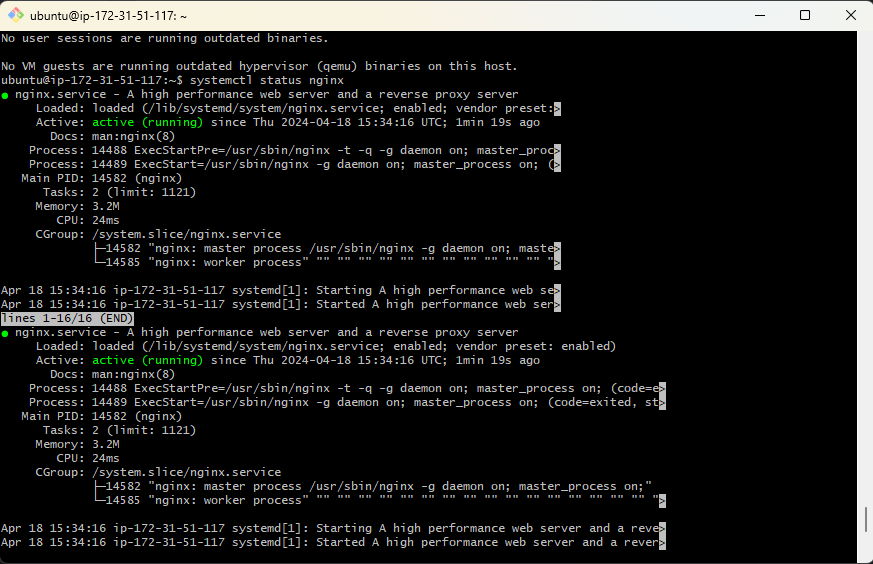 ubuntu@ip-172-31-51-117: ~
No user sessions are running outdated binaries.
No VM guests are running outdated hypervisor (qemu) binaries on this host.
ubuntu@ip-172-31-51-117:~$ systemctl status nginx
● nginx.service - A high performance web server and a reverse proxy server
     Loaded: loaded (/lib/systemd/system/nginx.service; enabled; vendor preset:>
     Active: active (running) since Thu 2024-04-18 15:34:16 UTC; 1min 19s ago
       Docs: man:nginx(8)
    Process: 14488 ExecStartPre=/usr/sbin/nginx -t -q -g daemon on; master_proc>
    Process: 14489 ExecStart=/usr/sbin/nginx -g daemon on; master_process on; (>
   Main PID: 14582 (nginx)
      Tasks: 2 (limit: 1121)
     Memory: 3.2M
        CPU: 24ms
     CGroup: /system.slice/nginx.service
             ├─14582 "nginx: master process /usr/sbin/nginx -g daemon on; maste>
             └─14585 "nginx: worker process" "" "" "" "" "" "" "" "" "" "" "" ">
Apr 18 15:34:16 ip-172-31-51-117 systemd[1]: Starting A high performance web se>
Apr 18 15:34:16 ip-172-31-51-117 systemd[1]: Started A high performance web ser>
lines 1-16/16 (END)
● nginx.service - A high performance web server and a reverse proxy server
     Loaded: loaded (/lib/systemd/system/nginx.service; enabled; vendor preset: enabled)
     Active: active (running) since Thu 2024-04-18 15:34:16 UTC; 1min 19s ago
       Docs: man:nginx(8)
    Process: 14488 ExecStartPre=/usr/sbin/nginx -t -q -g daemon on; master_process on; (code=e>
    Process: 14489 ExecStart=/usr/sbin/nginx -g daemon on; master_process on; (code=exited, st>
   Main PID: 14582 (nginx)
      Tasks: 2 (limit: 1121)
     Memory: 3.2M
        CPU: 24ms
     CGroup: /system.slice/nginx.service
             ├─14582 "nginx: master process /usr/sbin/nginx -g daemon on; master_process on;"
             └─14585 "nginx: worker process" "" "" "" "" "" "" "" "" "" "" "" "" "" "" "" "" ">
Apr 18 15:34:16 ip-172-31-51-117 systemd[1]: Starting A high performance web server and a reve>
Apr 18 15:34:16 ip-172-31-51-117 systemd[1]: Started A high performance web server and a rever>